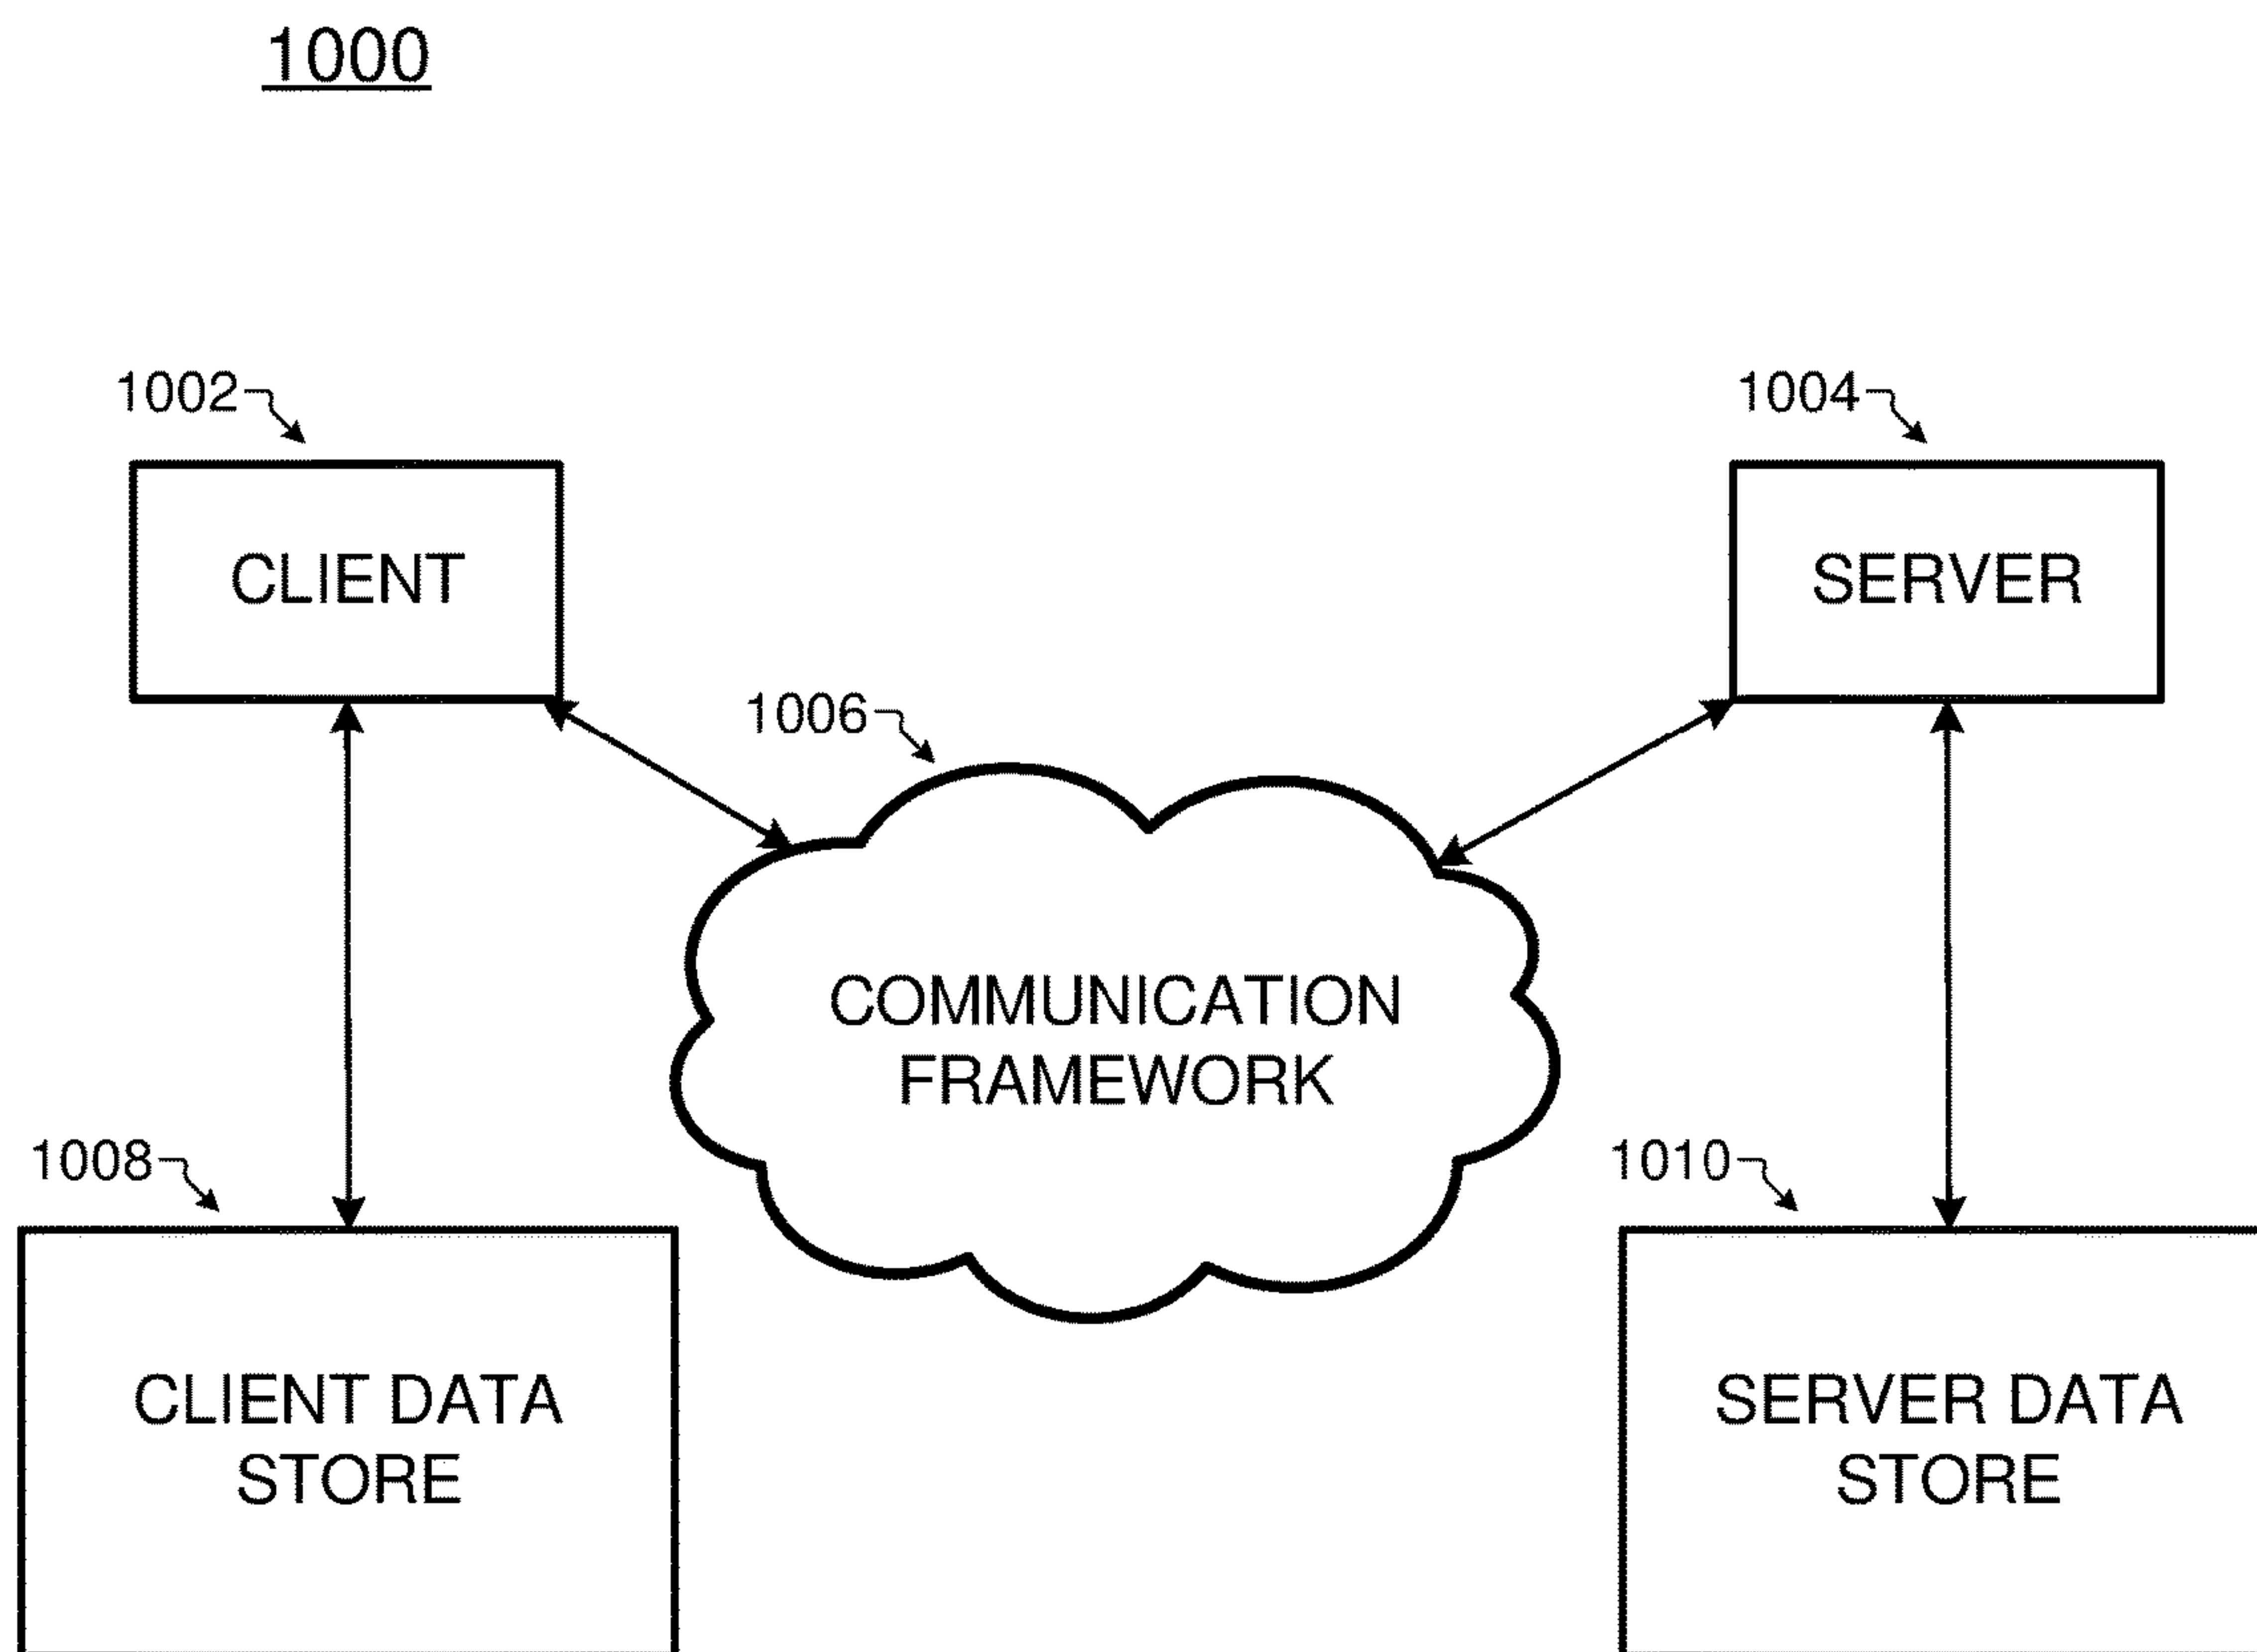 1000
1002
1004
CLIENT
SERVER
1006
COMMUNICATION
FRAMEWORK
1008
1010
CLIENT DATA
STORE
SERVER DATA
STORE